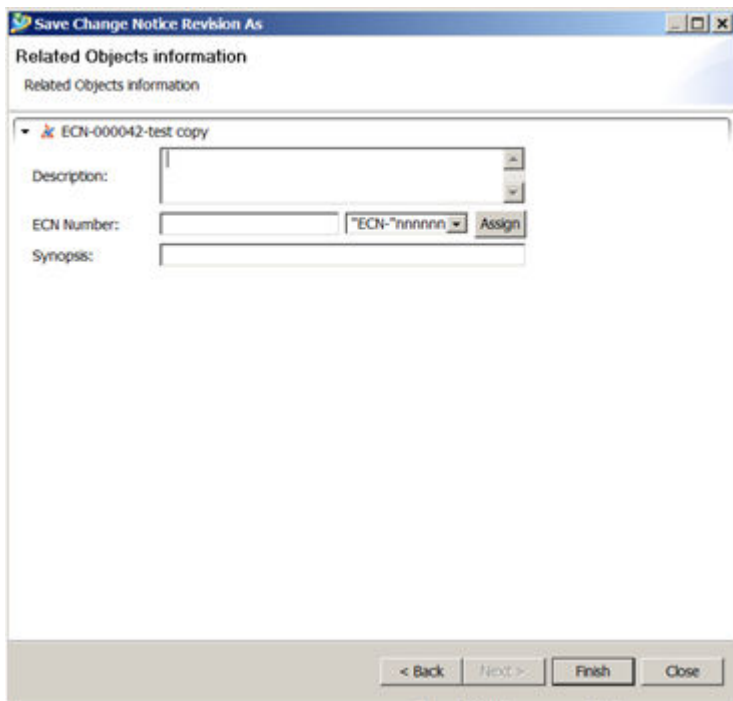 Save Change Notice Revision As
Related Objects information
Related Objects information
ECN-000042-test copy
Description:
ECN Number: "ECN-"nnnnnn Assign
Synopsis:
< Back Next > Finish Close